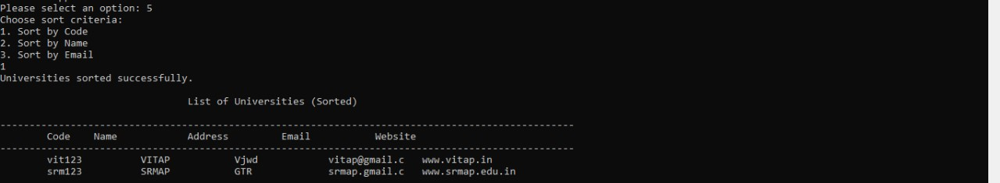 Please select an option: 5
Choose sort criteria:
1. Sort by Code
2. Sort by Name
3. Sort by Email
1
Universities sorted successfully.
List of Universities (Sorted)
--------------------------------------------------------------------------------------------------
Code Name Address Email Website
--------------------------------------------------------------------------------------------------
vit123 VITAP Vjwd vitap@gmail.c www.vitap.in
srm123 SRMAP GTR srmap.gmail.c www.srmap.edu.in